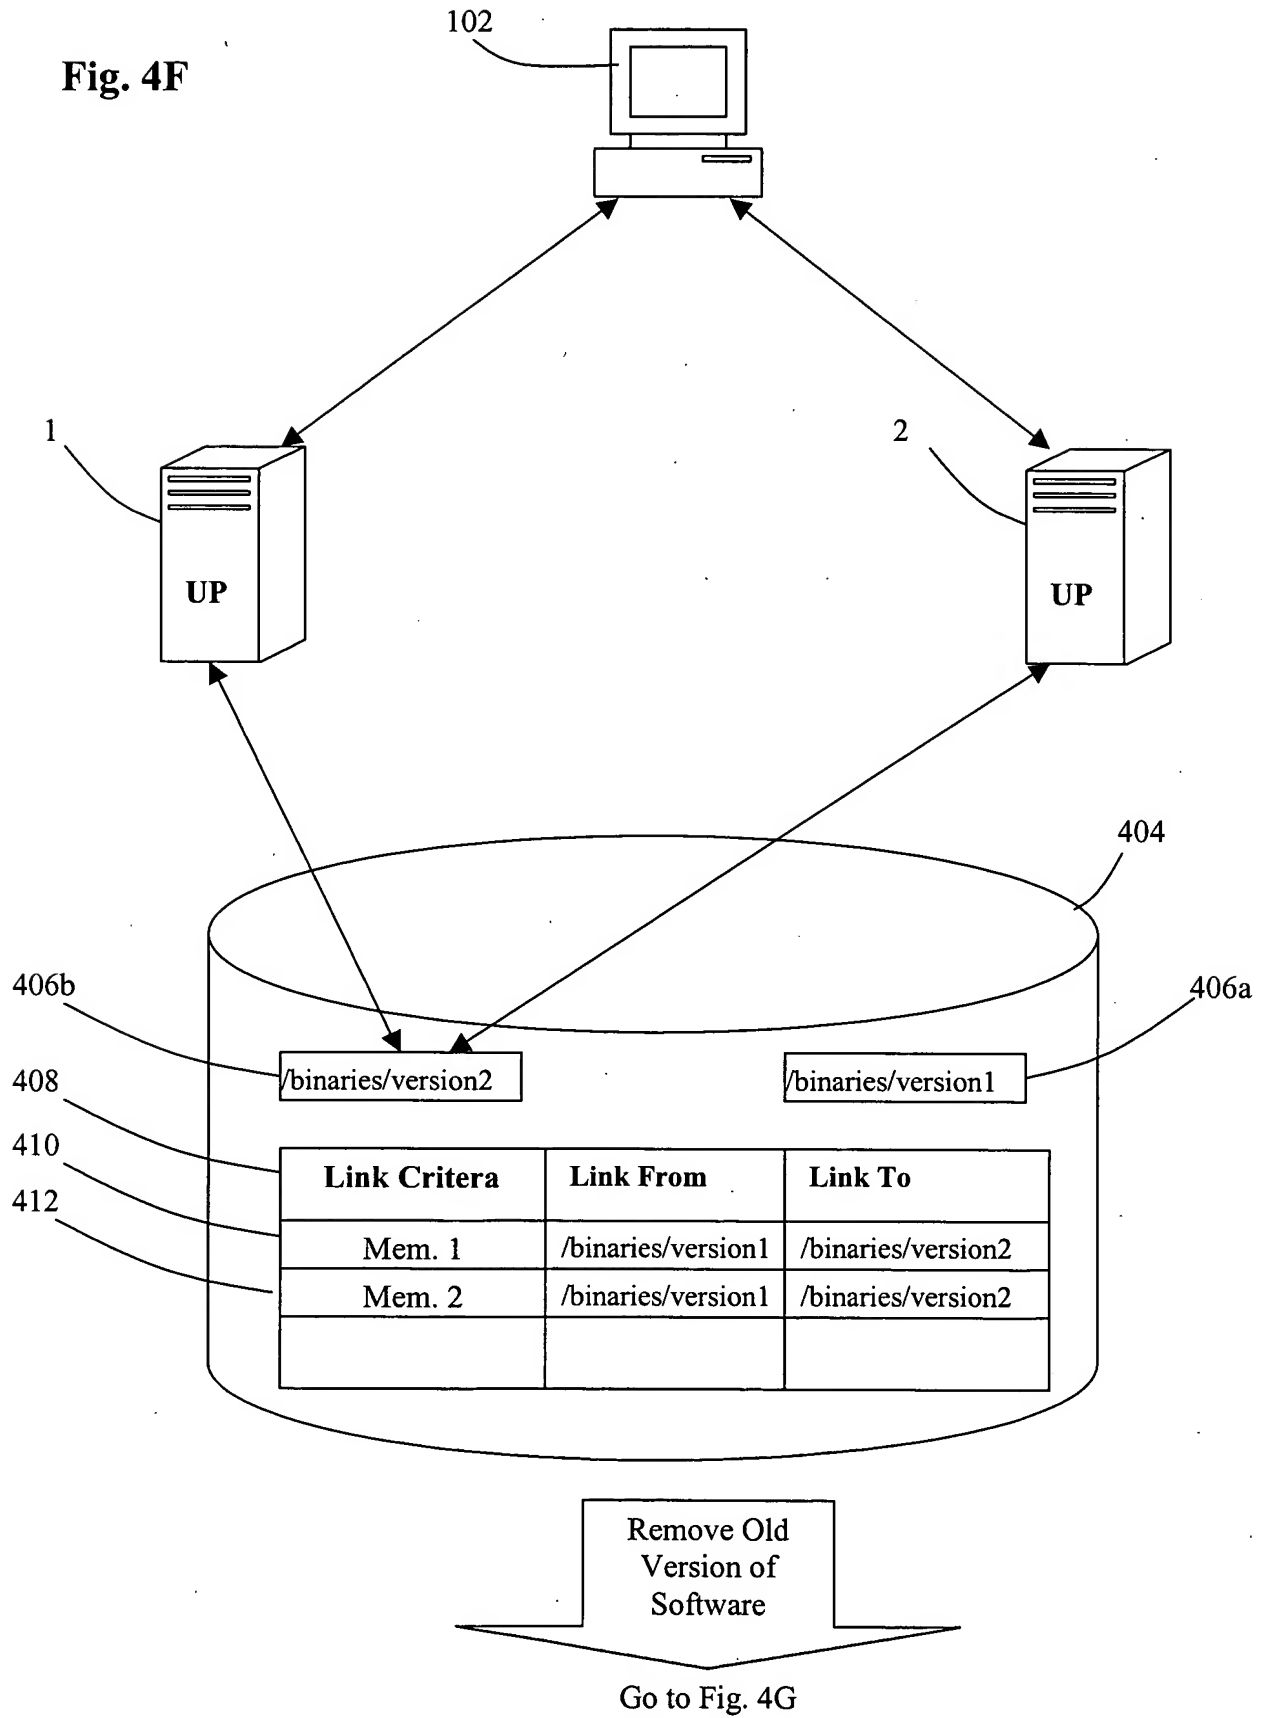 102
Fig. 4F
1
2
UP
UP
404
406b
406a
/binaries/version2
/binaries/version1
408
410
412
Link Critera
Link From
Link To
Mem. 1
/binaries/version1
/binaries/version2
Mem. 2
/binaries/version1
/binaries/version2
Remove Old
Version of
Software
Go to Fig. 4G